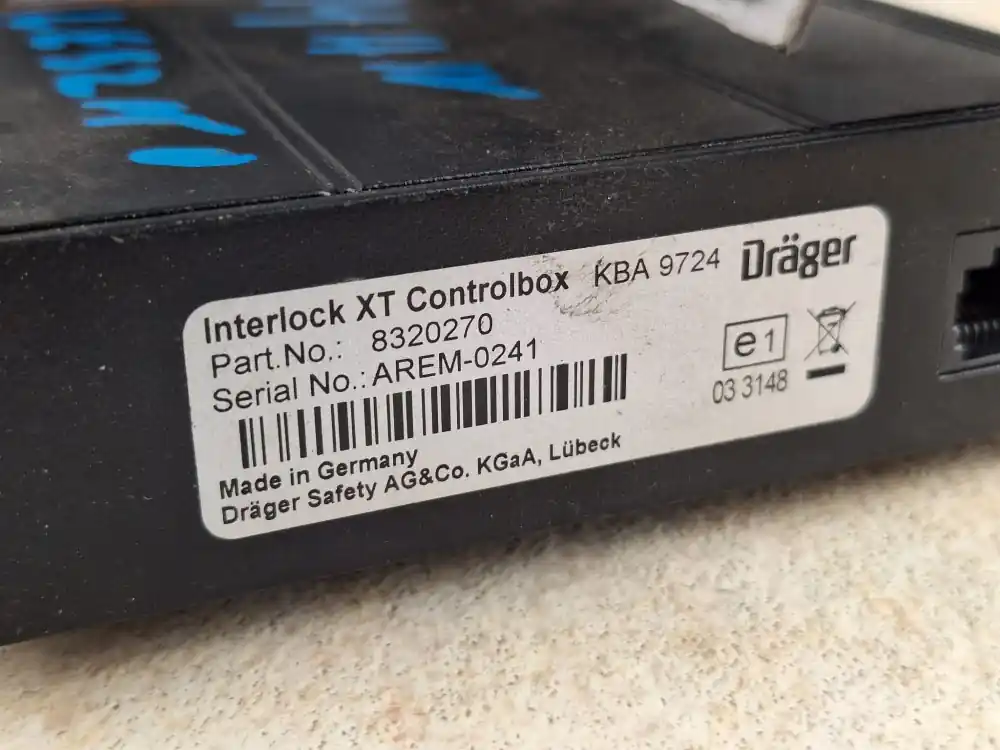 Interlock XT Controlbox KBA 9724 Dräger
Part.No.: 8320270
Serial No.: AREM-0241
e1
03 3148
Made in Germany
Dräger Safety AG&Co. KGaA, Lübeck